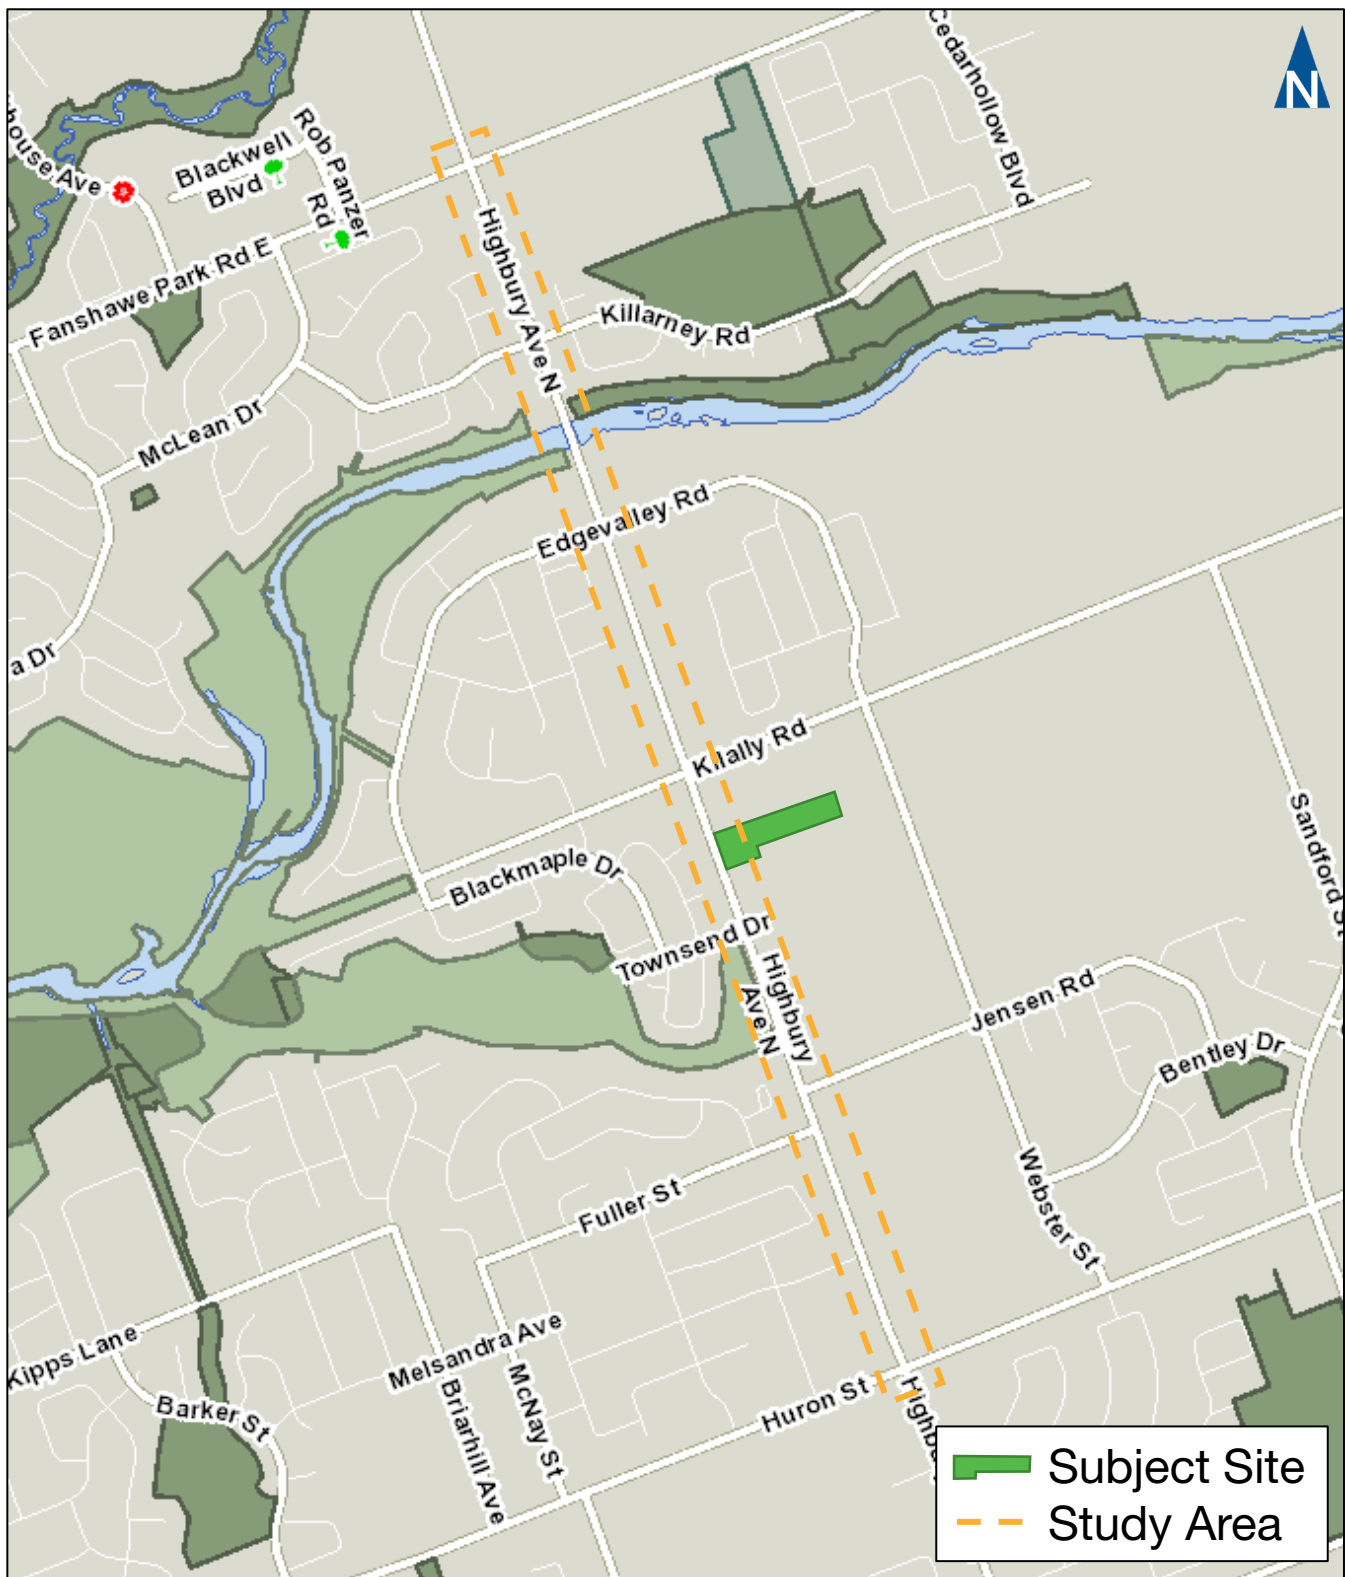 Cedarhollow Blvd
N
house Ave
Blackwell
Blvd
Rob Panzer
Rd
Fanshawe Park Rd E
Highbury Ave N
Killarney Rd
McLean Dr
Edgevalley Rd
a Dr
Kilally Rd
Sandford St
Blackmaple Dr
Townsend Dr
Highbury
Ave N
Jensen Rd
Bentley Dr
Webster St
Fuller St
Kipps Lane
Melsandra Ave
McNay St
Briarhill Ave
Barker St
Huron St
Highbu
Subject Site
Study Area